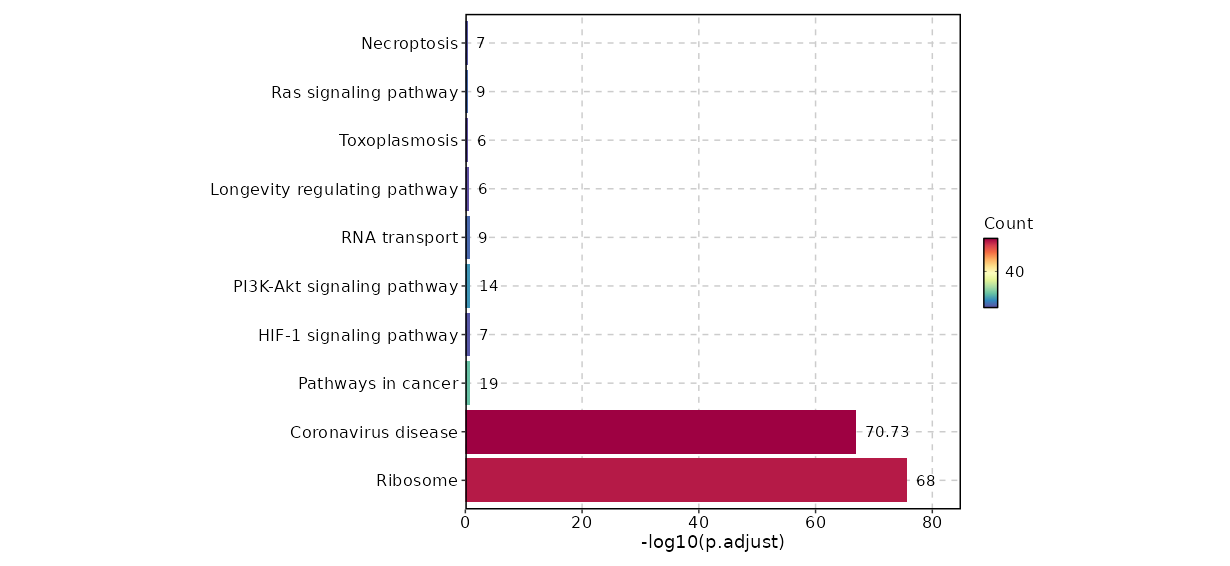 Necroptosis 7
Ras signaling pathway 9
Toxoplasmosis 6
Longevity regulating pathway 6
RNA transport 9
PI3K-Akt signaling pathway 14
HIF-1 signaling pathway 7
Pathways in cancer 19
Coronavirus disease 70.73
Ribosome 68
0 20 40 60 80
-log10(p.adjust)
Count
40